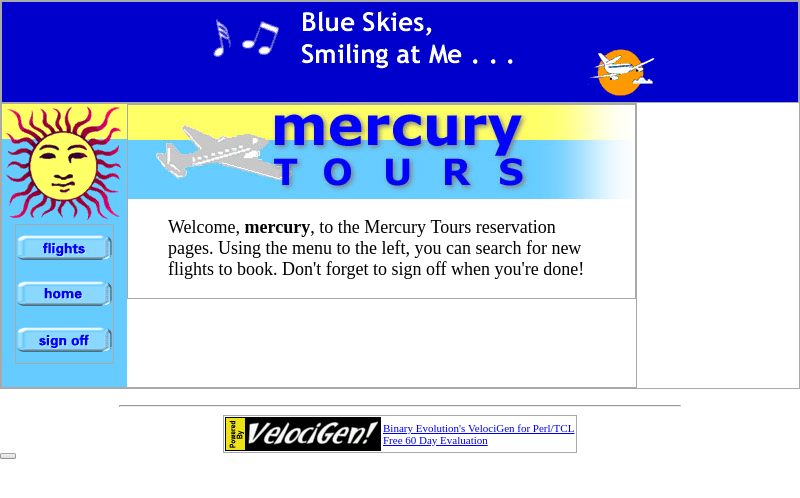 Blue Skies,
Smiling at Me . . .
mercury
TOURS
Welcome, mercury, to the Mercury Tours reservation
pages. Using the menu to the left, you can search for new
flights to book. Don't forget to sign off when you're done!
flights
home
sign off
Powered By
VelociGen!
Binary Evolution's VelociGen for Perl/TCL
Free 60 Day Evaluation